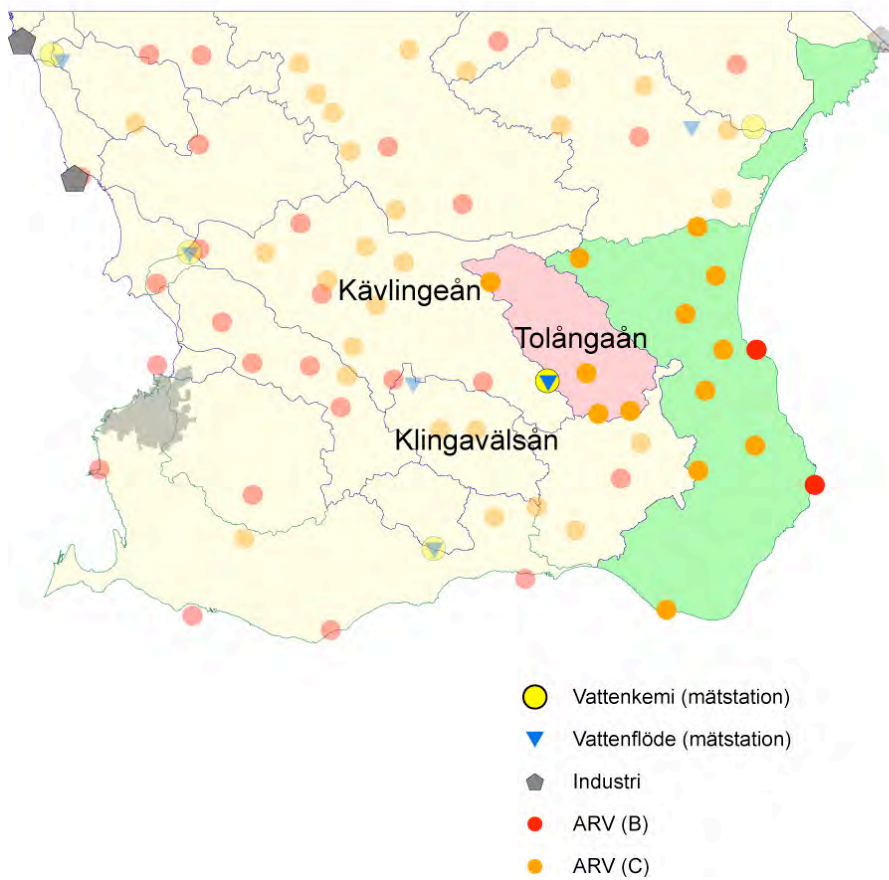 Kävlingeån
Tolångaån
Klingavälsån
Vattenkemi (mätstation)
Vattenflöde (mätstation)
Industri
ARV (B)
ARV (C)